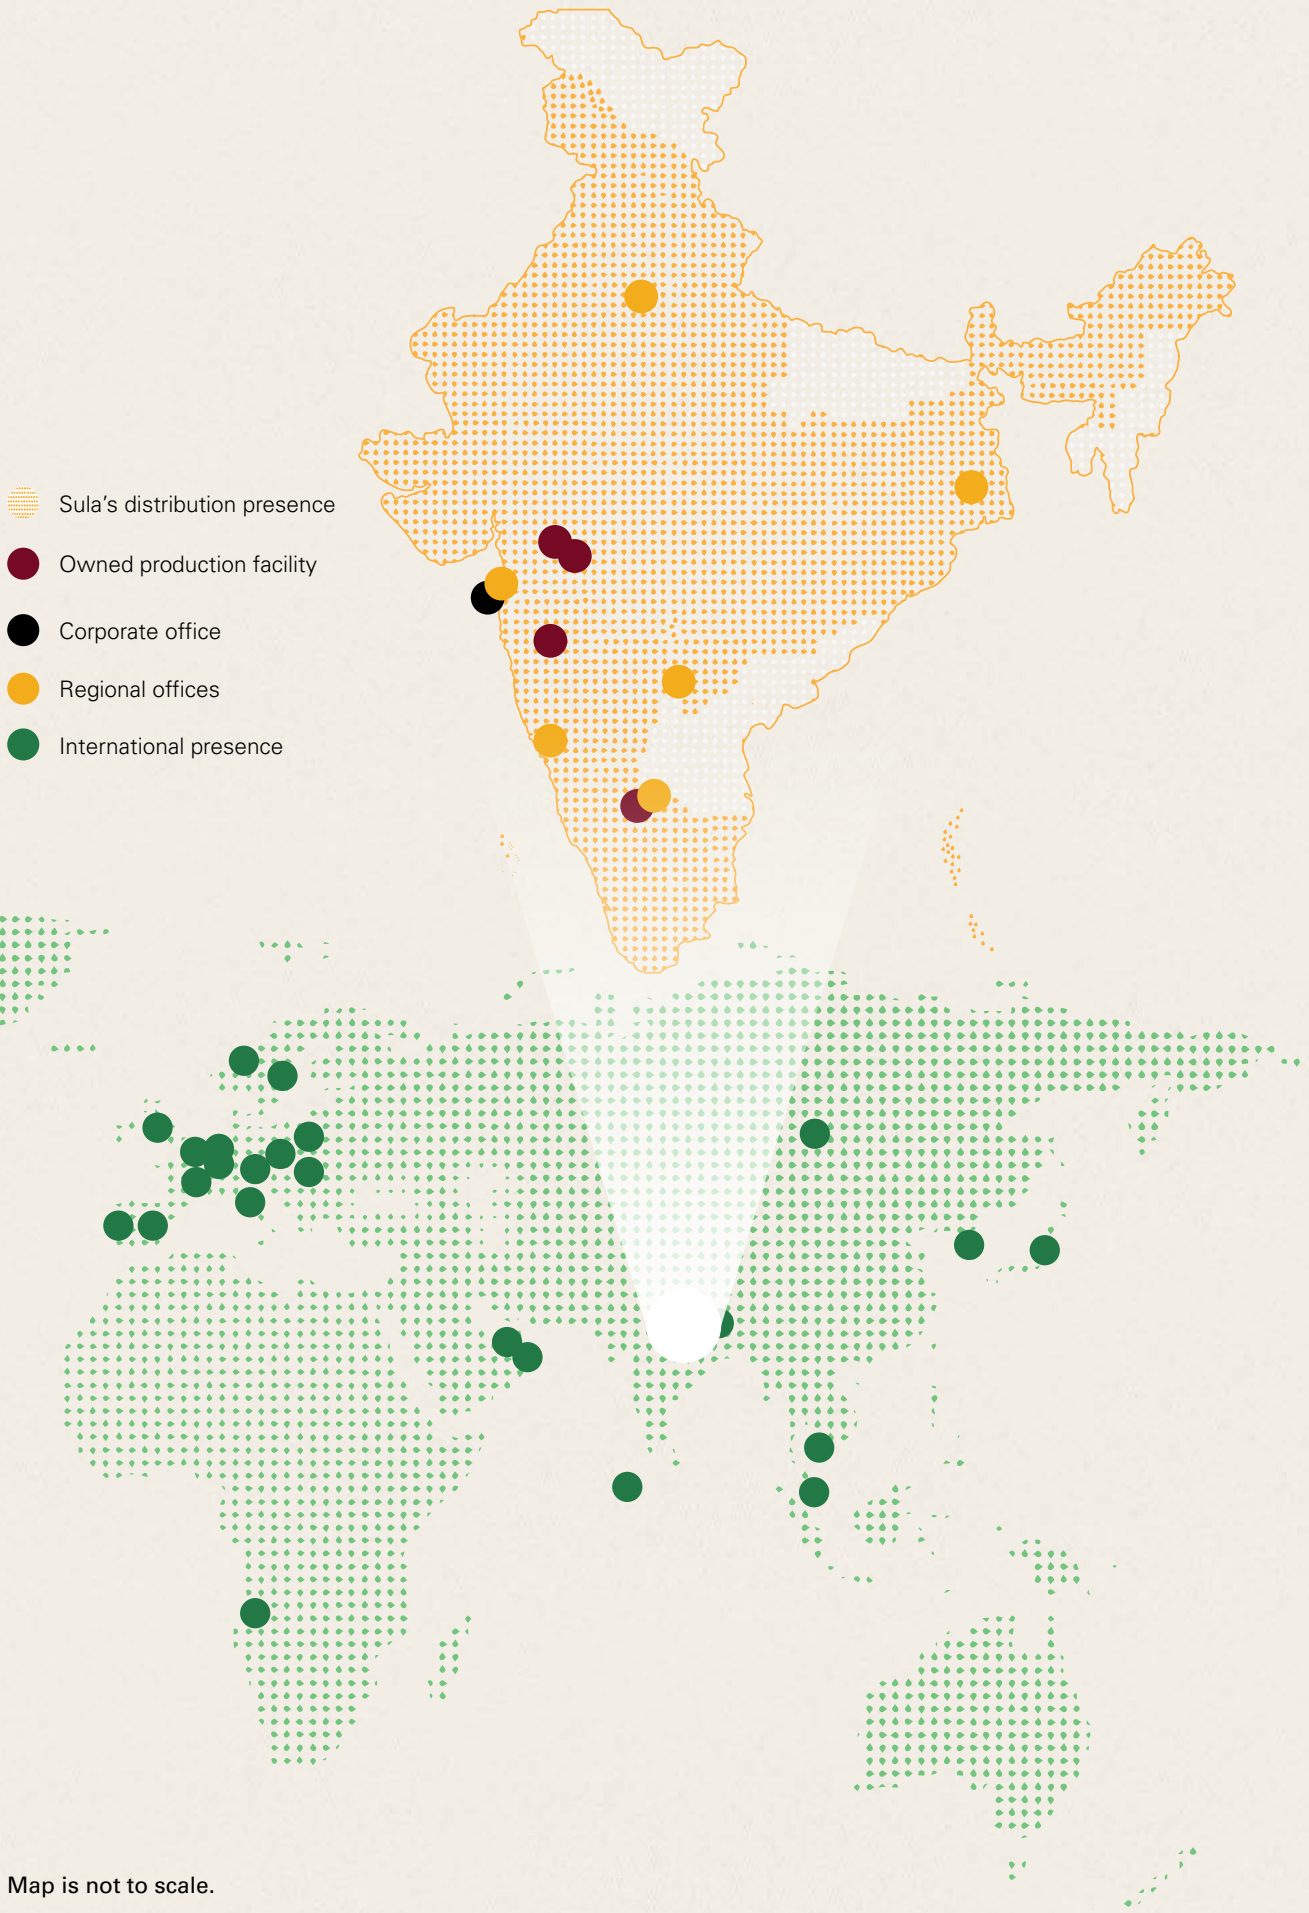 Sula's distribution presence
Owned production facility
Corporate office
Regional offices
International presence
Map is not to scale.